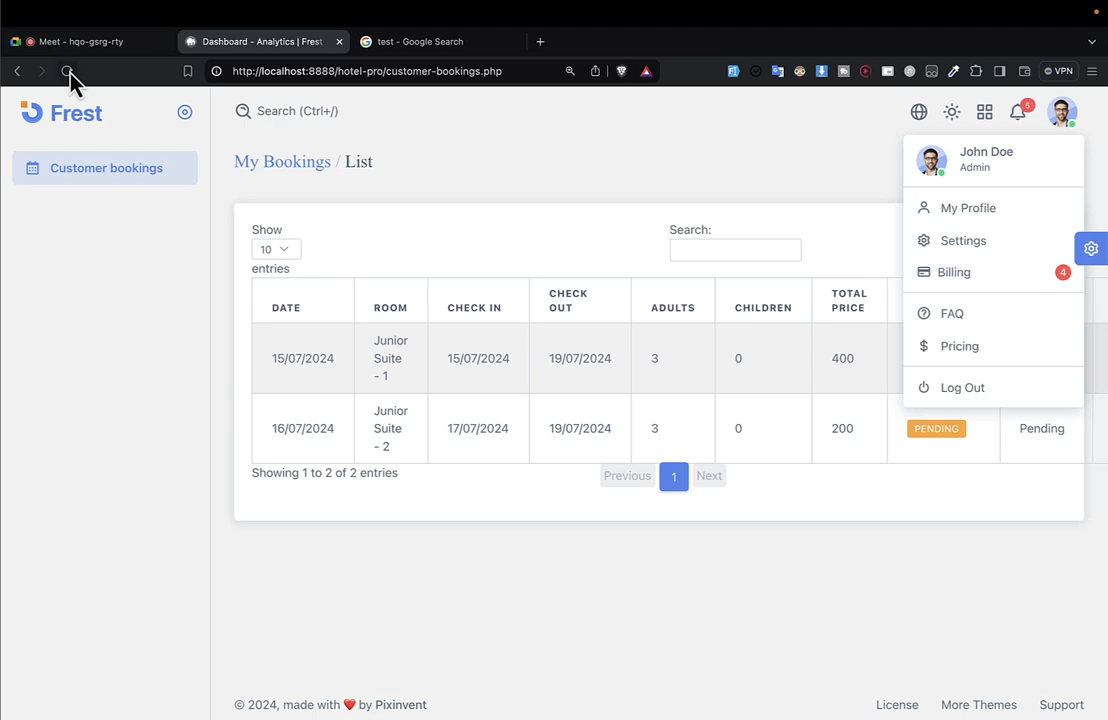 Meet - hqo-gsrg-rty
Dashboard - Analytics | Frest
test - Google Search
http://localhost:8888/hotel-pro/customer-bookings.php
VPN
Frest
Search (Ctrl+/)
5
Customer bookings
My Bookings / List
John Doe
Admin
My Profile
Settings
Billing 4
FAQ
Pricing
Log Out
Show
10
entries
Search:
DATE ROOM CHECK IN CHECK OUT ADULTS CHILDREN TOTAL PRICE
15/07/2024 Junior Suite - 1 15/07/2024 19/07/2024 3 0 400
16/07/2024 Junior Suite - 2 17/07/2024 19/07/2024 3 0 200 PENDING Pending
Showing 1 to 2 of 2 entries
Previous 1 Next
© 2024, made with ❤️ by Pixinvent
License More Themes Support